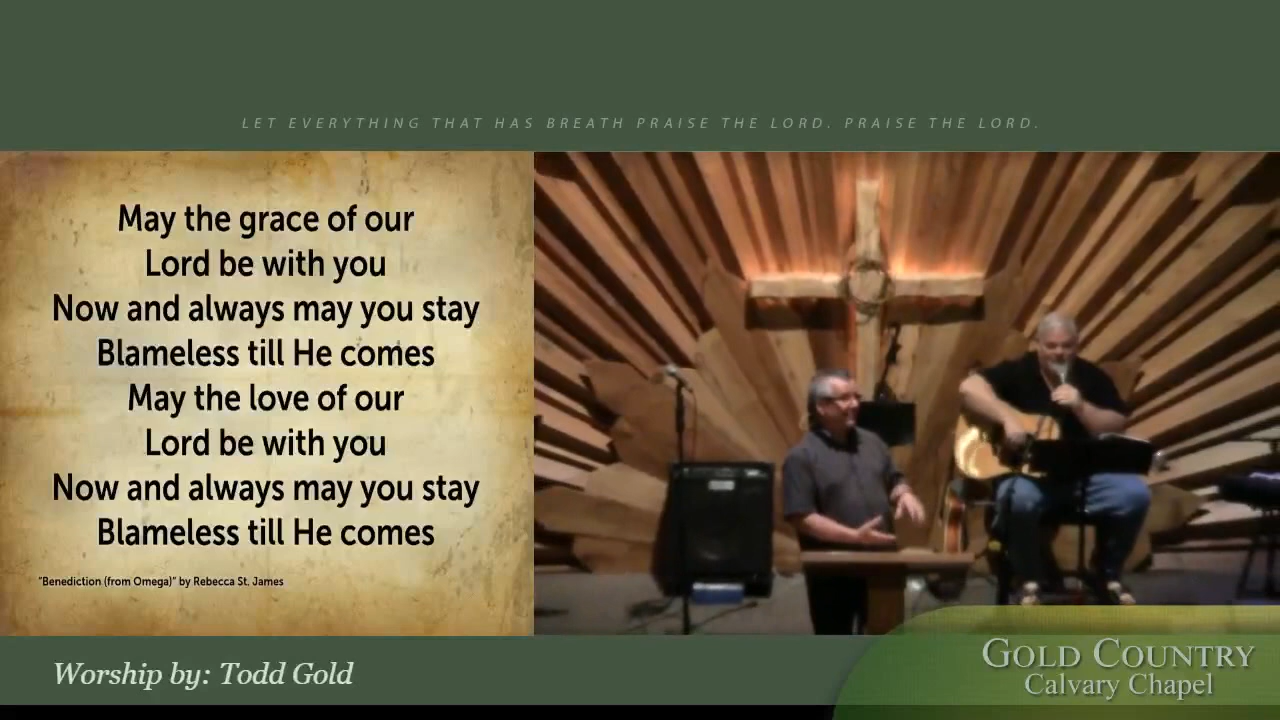 LET EVERYTHING THAT HAS BREATH PRAISE THE LORD. PRAISE THE LORD.
May the grace of our
Lord be with you
Now and always may you stay
Blameless till He comes
May the love of our
Lord be with you
Now and always may you stay
Blameless till He comes
"Benediction (from Omega)" by Rebecca St. James
Worship by: Todd Gold
GOLD COUNTRY
Calvary Chapel